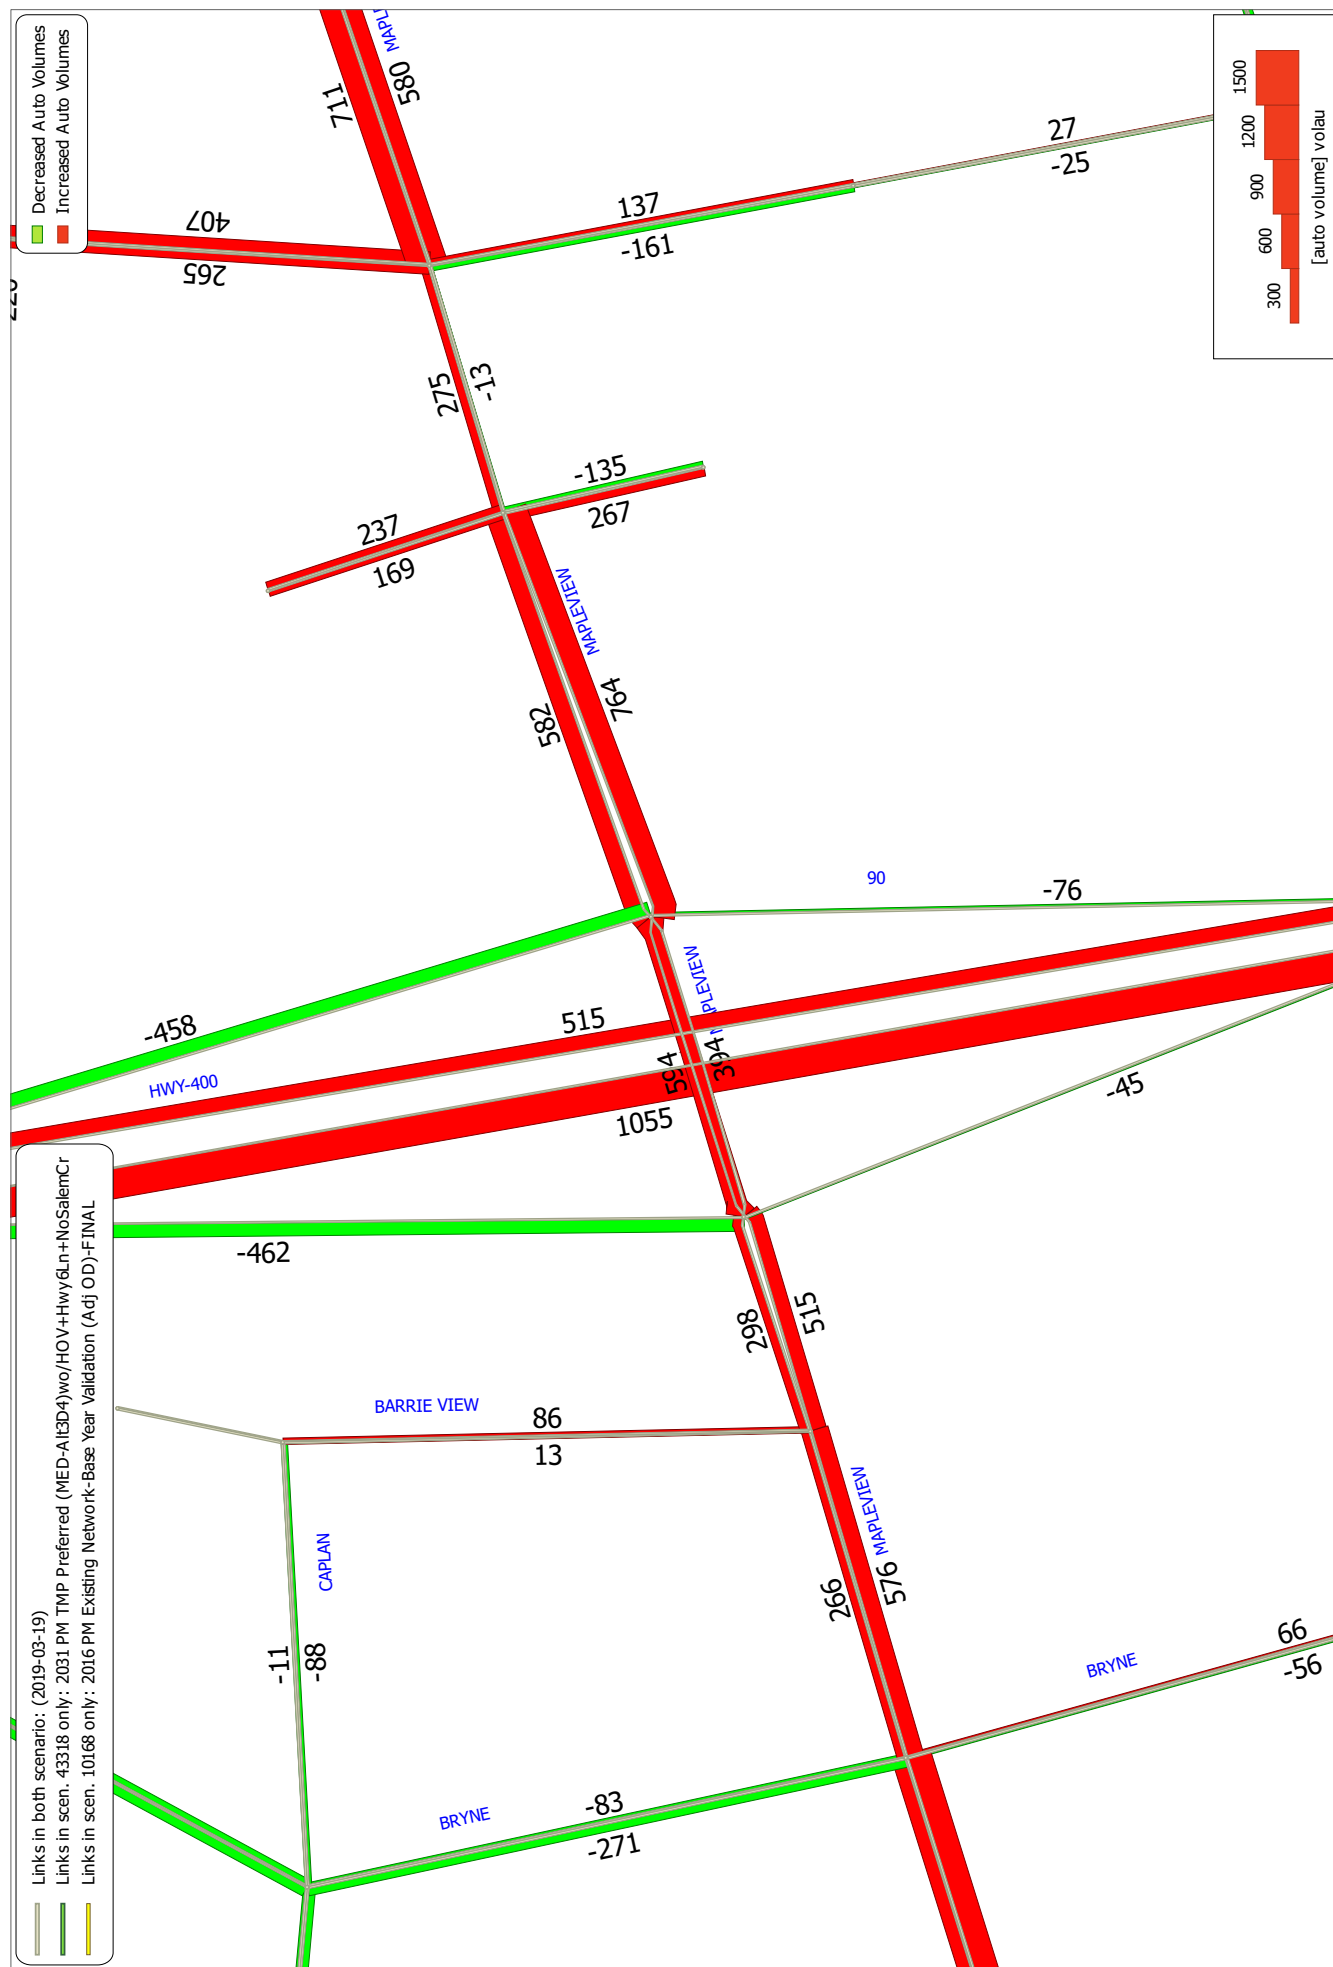 Decreased Auto Volumes
Increased Auto Volumes
MAPL
580
711
407
265
137
-161
27
-25
1500
1200
900
600
300
[auto volume] volau
275
-13
-135
267
237
169
MAPLEVIEW
764
582
90
-76
MAPLEVIEW
-458
515
HWY-400
594
394
1055
-45
-462
298
515
BARRIE VIEW
86
13
MAPLEVIEW
576
266
CAPLAN
-11
-88
BRYNE
66
-56
BRYNE
-83
-271
Links in both scenario: (2019-03-19)
Links in scen. 43318 only: 2031 PM TMP Preferred (MED-Alt3D4)wo/HOV+Hwy6Ln+NoSalemCr
Links in scen. 10168 only: 2016 PM Existing Network-Base Year Validation (Adj OD)-FINAL